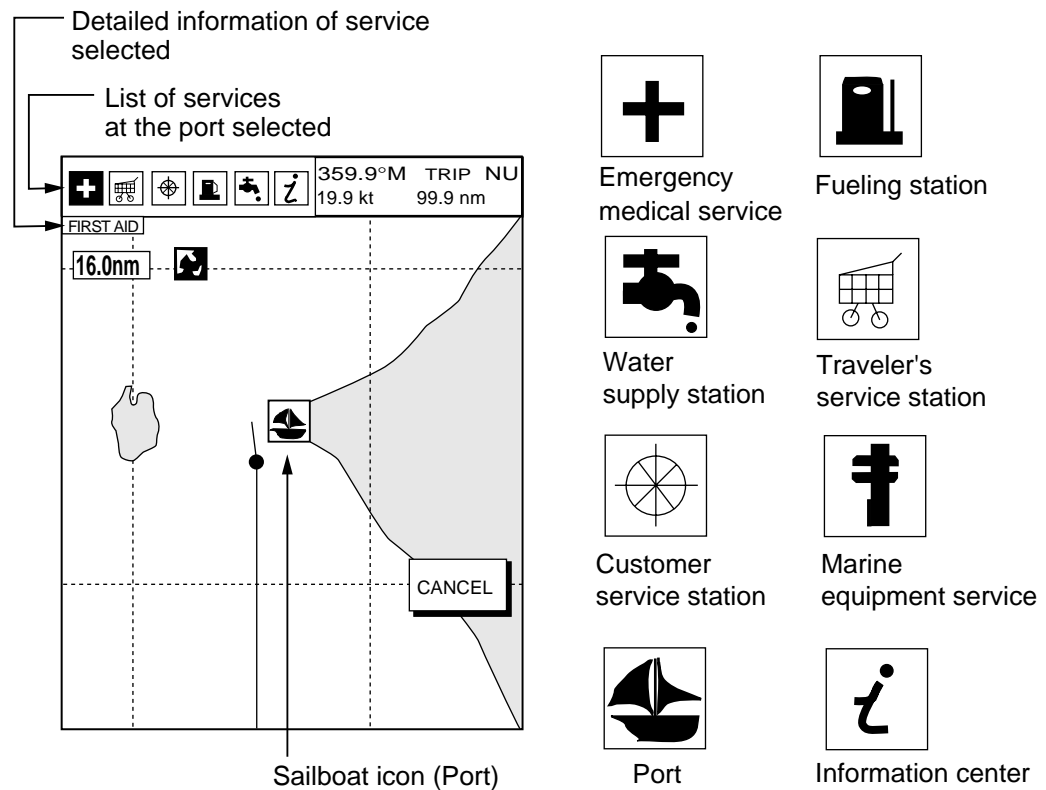 Detailed information of service
selected
List of services
at the port selected
359.9°M TRIP NU
19.9 kt 99.9 nm
FIRST AID
16.0nm
CANCEL
Sailboat icon (Port)
Emergency
medical service
Fueling station
Water
supply station
Traveler's
service station
Customer
service station
Marine
equipment service
Port
Information center